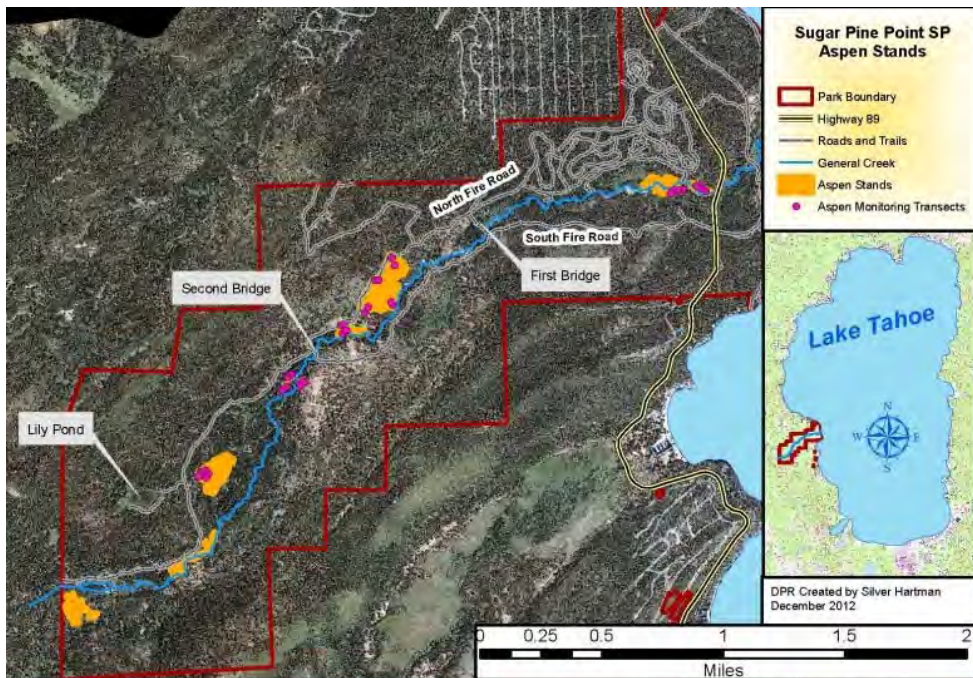 Sugar Pine Point SP
Aspen Stands
Park Boundary
Highway 89
Roads and Trails
General Creek
Aspen Stands
Aspen Monitoring Transects
North Fire Road
South Fire Road
First Bridge
Second Bridge
Lily Pond
Lake Tahoe
N
W
E
S
DPR Created by Silver Hartman
December 2012
0 0.25 0.5 1 1.5 2
Miles